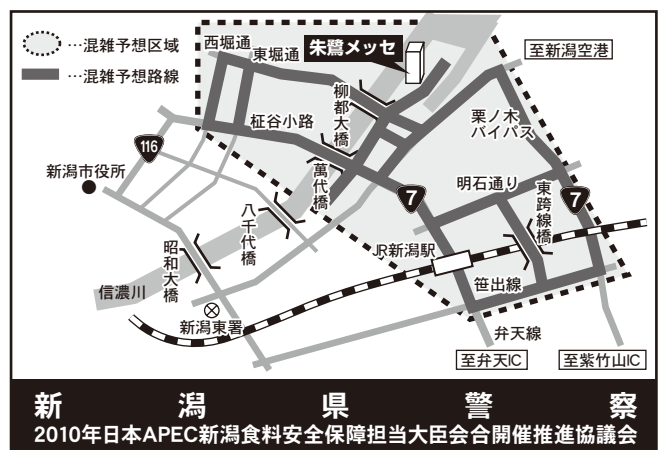 …混雑予想区域
…混雑予想路線
西堀通
東堀通
朱鷺メッセ
至新潟空港
柳都大橋
栗ノ木
バイパス
柾谷小路
116
新潟市役所
萬代橋
7
明石通り
東跨線橋
7
八千代橋
昭和大橋
JR新潟駅
笹出線
信濃川
新潟東署
弁天線
至弁天IC
至紫竹山IC
新潟県警察
2010年日本APEC新潟食料安全保障担当大臣会合開催推進協議会